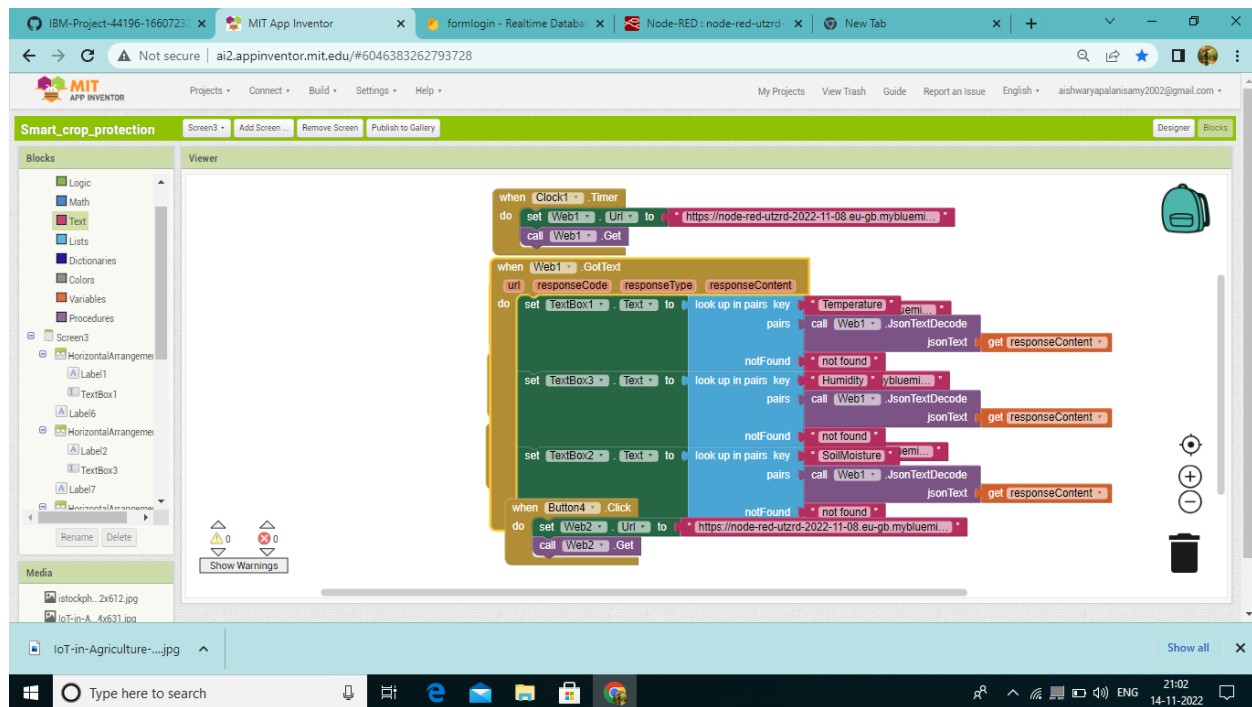 IBM-Project-44196-1660723
MIT App Inventor
formlogin - Realtime Databa
Node-RED : node-red-utzrd-
New Tab
Not secure | ai2.appinventor.mit.edu/#6046383262793728
MIT
APP INVENTOR
Projects
Connect
Build
Settings
Help
My Projects
View Trash
Guide
Report an Issue
English
aishwaryapalanisamy2002@gmail.com
Smart_crop_protection
Screen3
Add Screen ...
Remove Screen
Publish to Gallery
Designer
Blocks
Blocks
Viewer
Logic
Math
Text
Lists
Dictionaries
Colors
Variables
Procedures
Screen3
HorizontalArrangemen
Label1
TextBox1
Label6
HorizontalArrangemen
Label2
TextBox3
Label7
HorizontalArrangemen
Rename
Delete
Media
istockph...2x612.jpg
IoT-in-A...4x631.jpg
when Clock1 .Timer
do set Web1 . Url to " https://node-red-utzrd-2022-11-08.eu-gb.mybluemi... "
call Web1 .Get
when Web1 .GotText
url responseCode responseType responseContent
do set TextBox1 . Text to look up in pairs key " Temperature " uemi... "
pairs call Web1 .JsonTextDecode
jsonText get responseContent
notFound " not found "
set TextBox3 . Text to look up in pairs key " Humidity " ybluemi... "
pairs call Web1 .JsonTextDecode
jsonText get responseContent
notFound " not found "
set TextBox2 . Text to look up in pairs key " SoilMoisture " emi... "
pairs call Web1 .JsonTextDecode
jsonText get responseContent
notFound " not found "
when Button4 .Click
do set Web2 . Url to " https://node-red-utzrd-2022-11-08.eu-gb.mybluemi... "
call Web2 .Get
0
0
Show Warnings
IoT-in-Agriculture-....jpg
Show all
Type here to search
ENG
21:02
14-11-2022